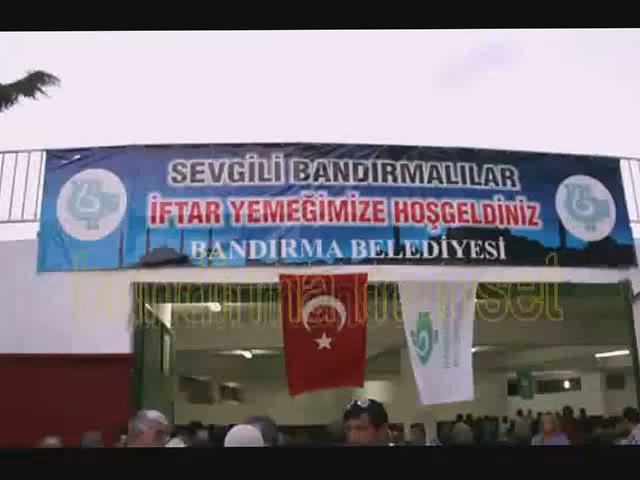 SEVGİLİ BANDIRMALILAR
İFTAR YEMEĞİMİZE HOŞGELDİNİZ
BANDIRMA BELEDİYESİ